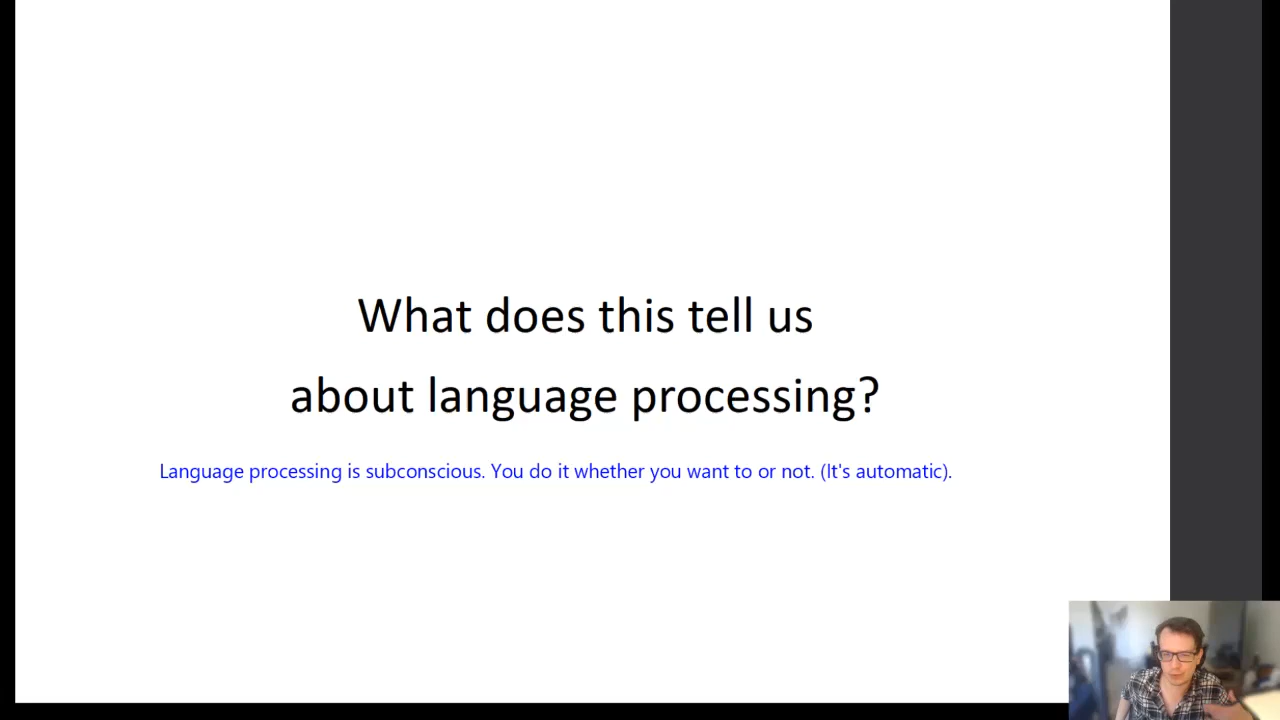 What does this tell us
about language processing?
Language processing is subconscious. You do it whether you want to or not. (It's automatic).